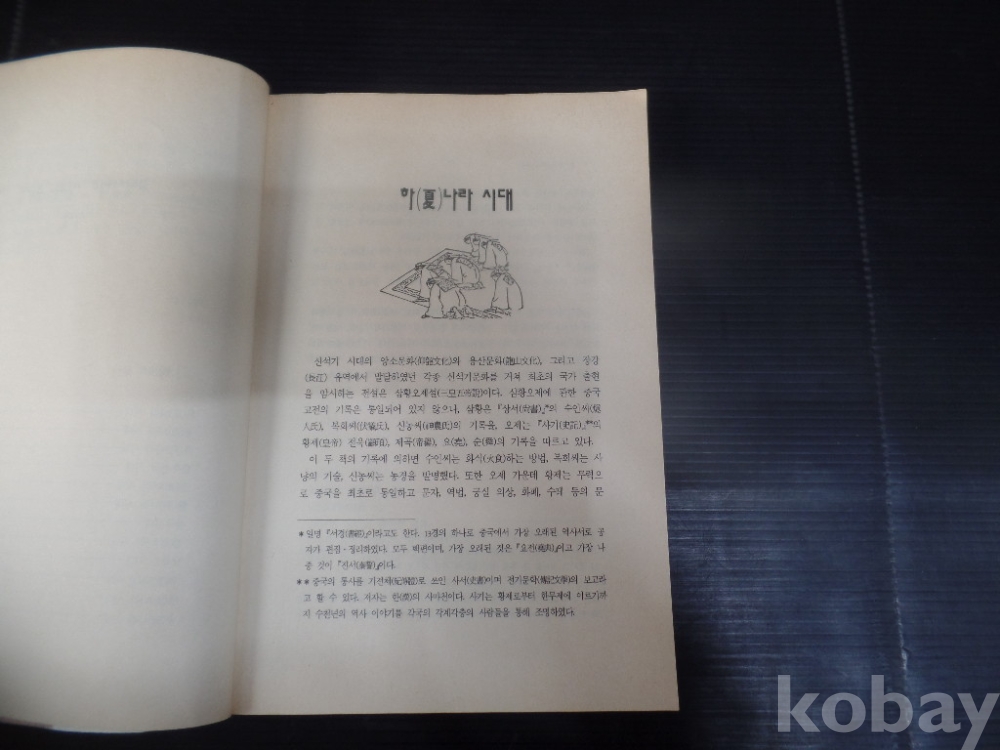 하(夏)나라 시대
신석기 시대의 앙소문화(仰韶文化)와 용산문화(龍山文化), 그리고 장강
(長江) 유역에서 발달하였던 각종 신석기문화를 거쳐 최초의 국가 출현
을 암시하는 전설은 삼황오제설(三皇五帝說)이다. 삼황오제에 관한 중국
고전의 기록은 통일되어 있지 않으나, 삼황은 『상서(尙書)』*의 수인씨(燧
人氏), 복희씨(伏羲氏), 신농씨(神農氏)의 기록을, 오제는 『사기(史記)』**의
황제(皇帝) 전욱(顓頊), 제곡(帝嚳), 요(堯), 순(舜)의 기록을 따르고 있다.
이 두 책의 기록에 의하면 수인씨는 화식(火食)하는 방법, 복희씨는 사
냥의 기술, 신농씨는 농경을 발명했다. 또한 오제 가운데 황제는 무력으
로 중국을 최초로 통일하고 문자, 역법, 궁실 의상, 화폐, 수레 등의 문
* 일명 『서경(書經)』이라고도 한다. 13경의 하나로 중국에서 가장 오래된 역사서로 공
자가 편집·정리하였다. 모두 백편이며, 가장 오래된 것은 『요전(堯典)』이고 가장 나
중 것이 『진서(秦誓)』이다.
** 중국의 통사를 기전체(紀傳體)로 쓰인 사서(史書)이며 전기문학(傳記文學)의 보고라
고 할 수 있다. 저자는 한(漢)의 사마천이다. 사기는 황제로부터 한무제에 이르기까
지 수천년의 역사 이야기를 각국의 각계각층의 사람들을 통해 조명하였다.
kobay